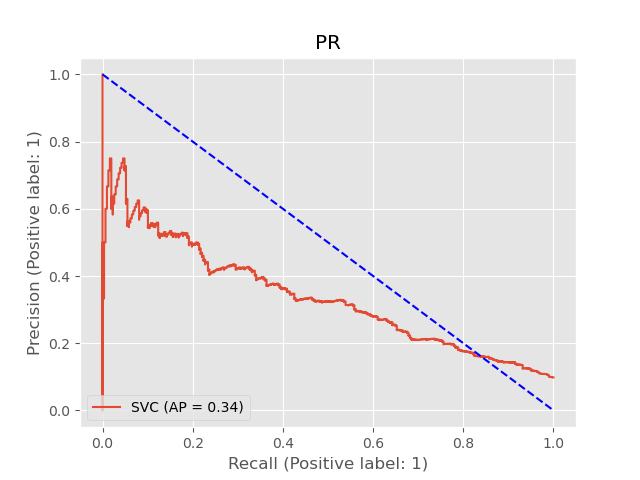 PR
Precision (Positive label: 1)
1.0
0.8
0.6
0.4
0.2
0.0
SVC (AP = 0.34)
0.0 0.2 0.4 0.6 0.8 1.0
Recall (Positive label: 1)